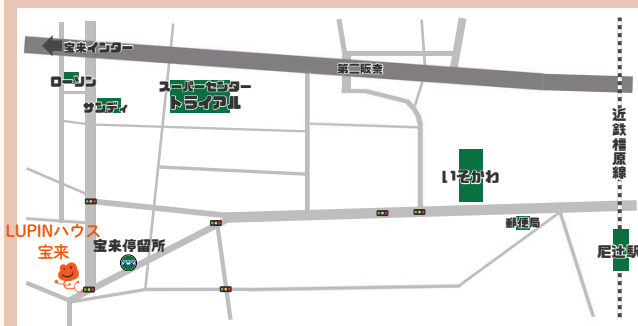 宝来インター
第二阪奈
ローソン
サンディ
スーパーセンター
トライアル
近鉄橿原線
いそかわ
郵便局
尼辻駅
LUPINハウス
宝来
宝来停留所